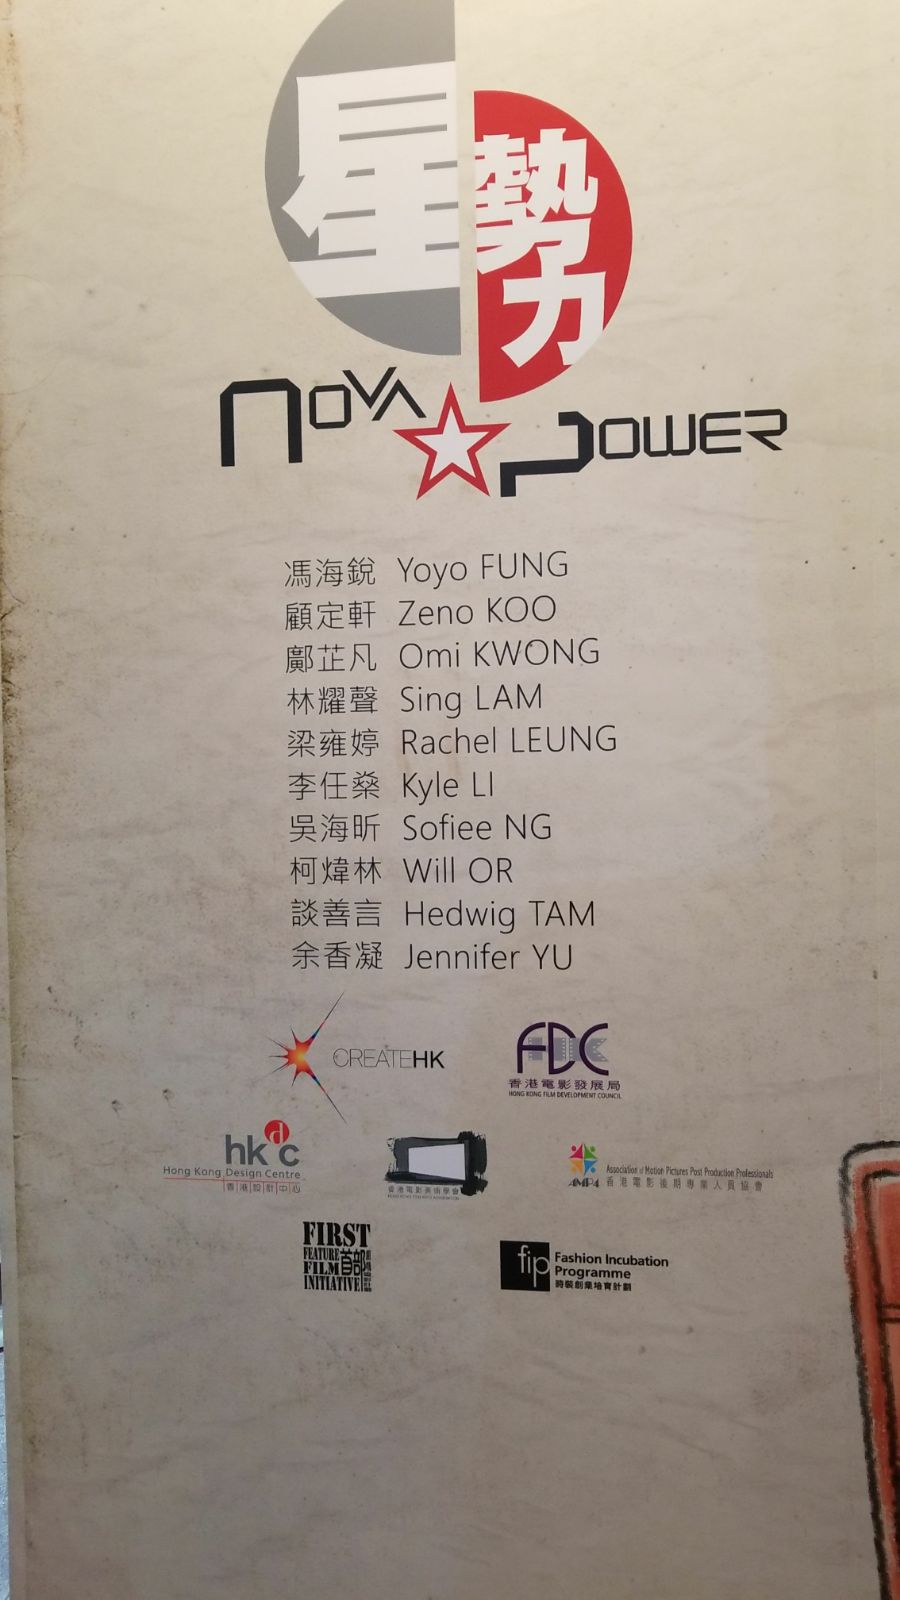 星勢力
NOVA POWER
馮海銳 Yoyo FUNG
顧定軒 Zeno KOO
鄺芷凡 Omi KWONG
林耀聲 Sing LAM
梁雍婷 Rachel LEUNG
李任燊 Kyle LI
吳海昕 Sofiee NG
柯煒林 Will OR
談善言 Hedwig TAM
余香凝 Jennifer YU
CREATEHK
FDC
香港電影發展局
HONG KONG FILM DEVELOPMENT COUNCIL
hkdc
Hong Kong Design Centre
香港設計中心
香港電影美術學會
AMP4
Association of Motion Pictures Post Production Professionals
香港電影後期專業人員協會
FIRST
FEATURE
FILM
INITIATIVE
首部
fip
Fashion Incubation
Programme
時裝創業培育計劃